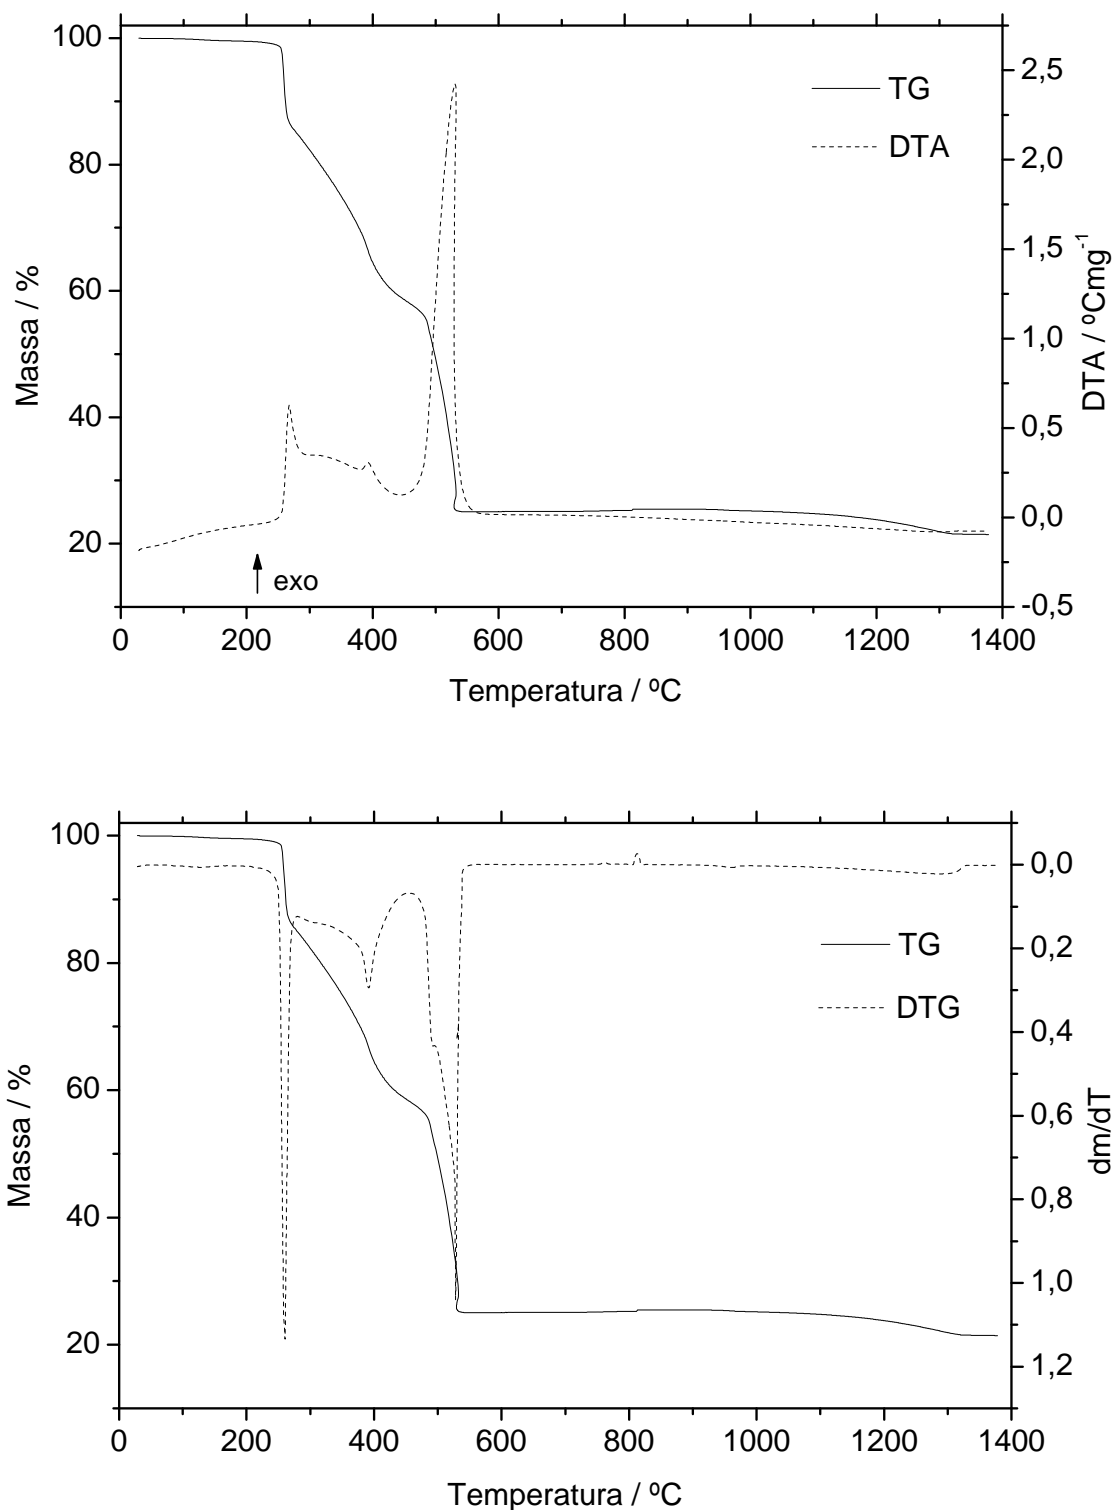 100
80
60
40
20
Massa / %
TG
DTA
2,5
2,0
1,5
1,0
0,5
0,0
-0,5
DTA / ºCmg-1
exo
0 200 400 600 800 1000 1200 1400
Temperatura / ºC
100
80
60
40
20
Massa / %
TG
DTG
0,0
0,2
0,4
0,6
0,8
1,0
1,2
dm/dT
0 200 400 600 800 1000 1200 1400
Temperatura / ºC